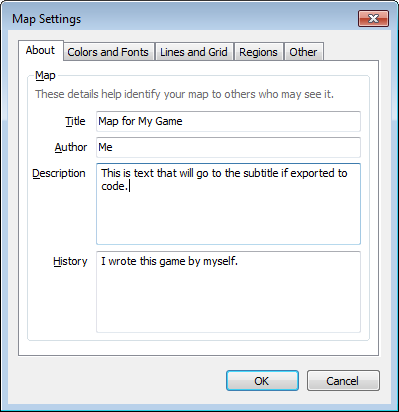 Map Settings
About Colors and Fonts Lines and Grid Regions Other
Map
These details help identify your map to others who may see it.
Title Map for My Game
Author Me
Description This is text that will go to the subtitle if exported to
code.
History I wrote this game by myself.
OK Cancel